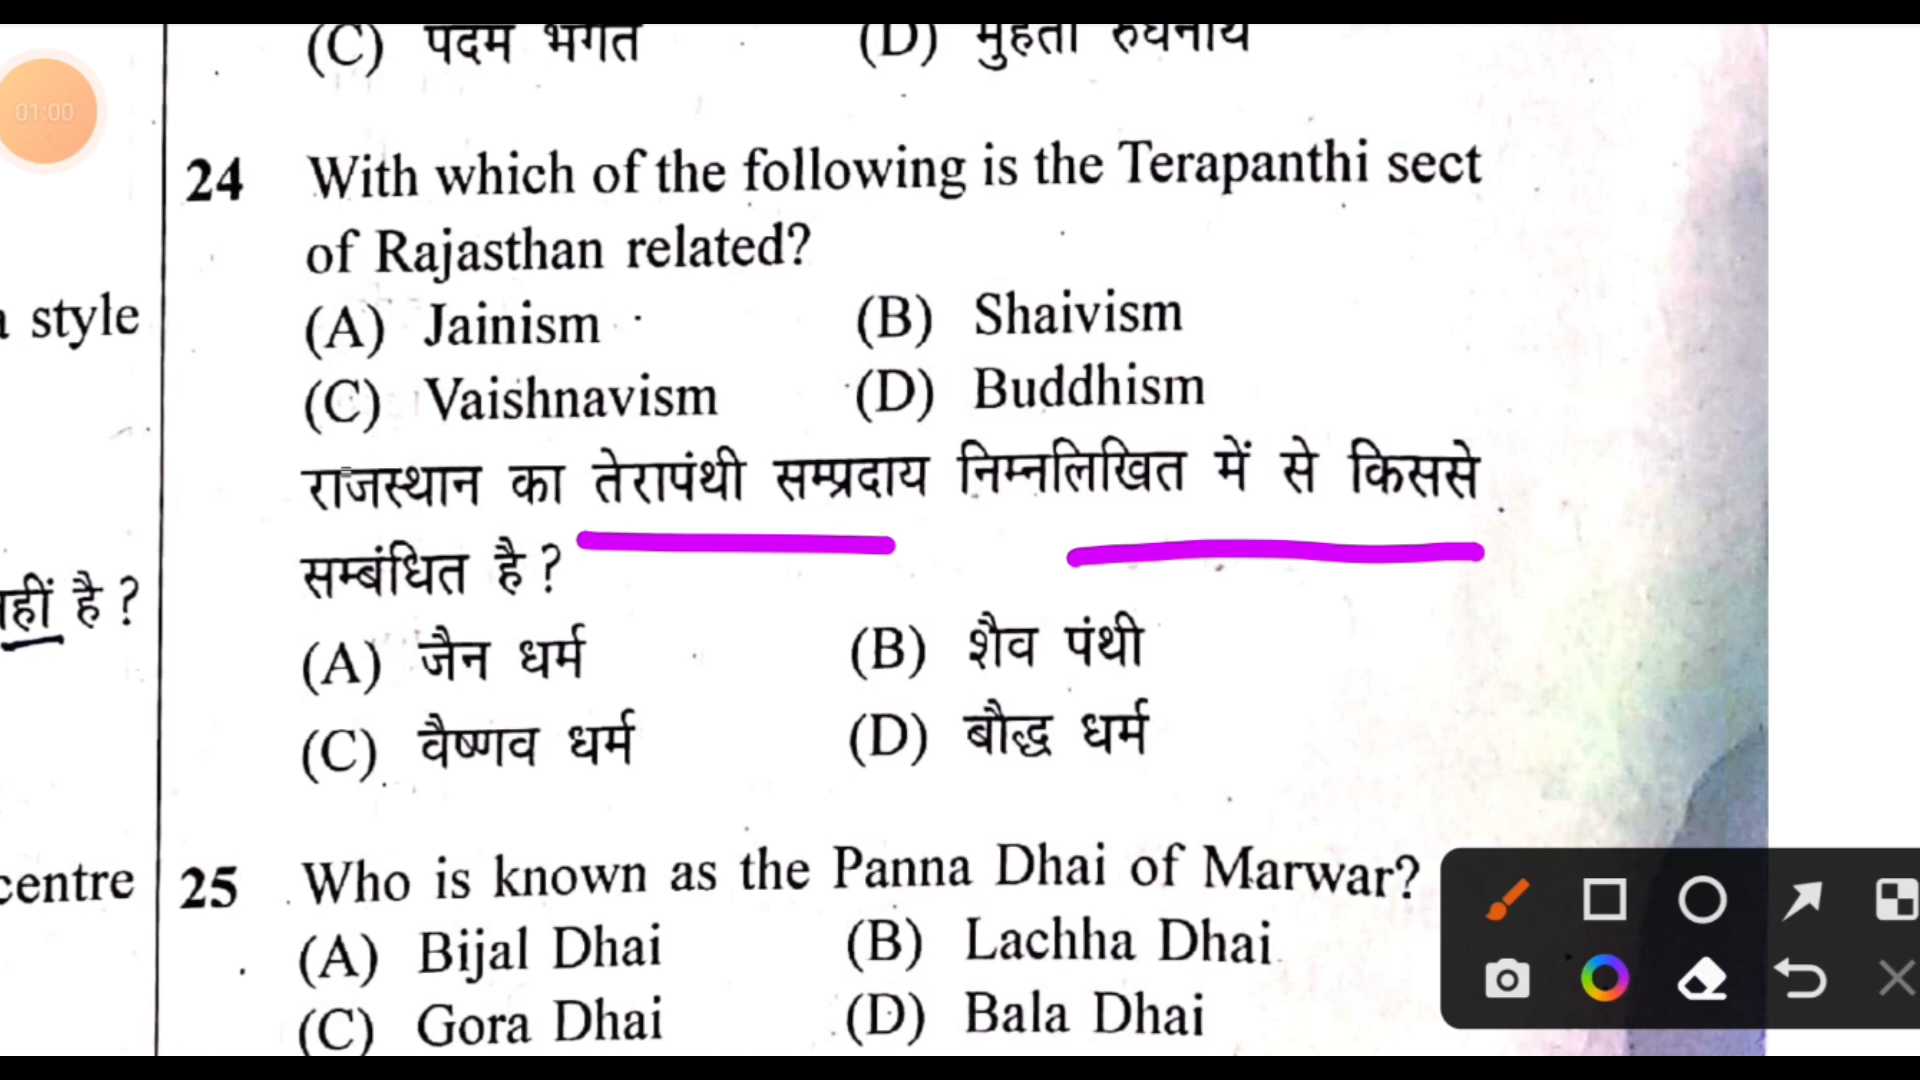 (C) पदम भगत (D) मुहता रुघनाथ
01:00
24 With which of the following is the Terapanthi sect
of Rajasthan related?
(A) Jainism (B) Shaivism
style
(C) Vaishnavism (D) Buddhism
राजस्थान का तेरापंथी सम्प्रदाय निम्नलिखित में से किससे
सम्बंधित है ?
है ?
(A) जैन धर्म (B) शैव पंथी
(C) वैष्णव धर्म (D) बौद्ध धर्म
centre
25 Who is known as the Panna Dhai of Marwar?
(A) Bijal Dhai (B) Lachha Dhai
(C) Gora Dhai (D) Bala Dhai